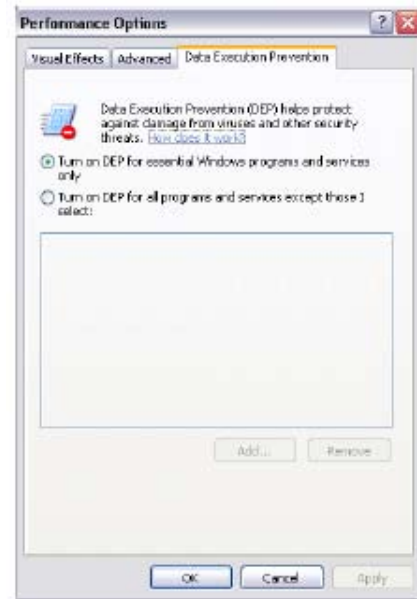 Performance Options
Visual Effects Advanced Data Execution Prevention
Data Execution Prevention (DEP) helps protect
against damage from viruses and other security
threats. How does it work?
Turn on DEP for essential Windows programs and services
only
Turn on DEP for all programs and services except those I
select:
Add... Remove
OK Cancel Apply